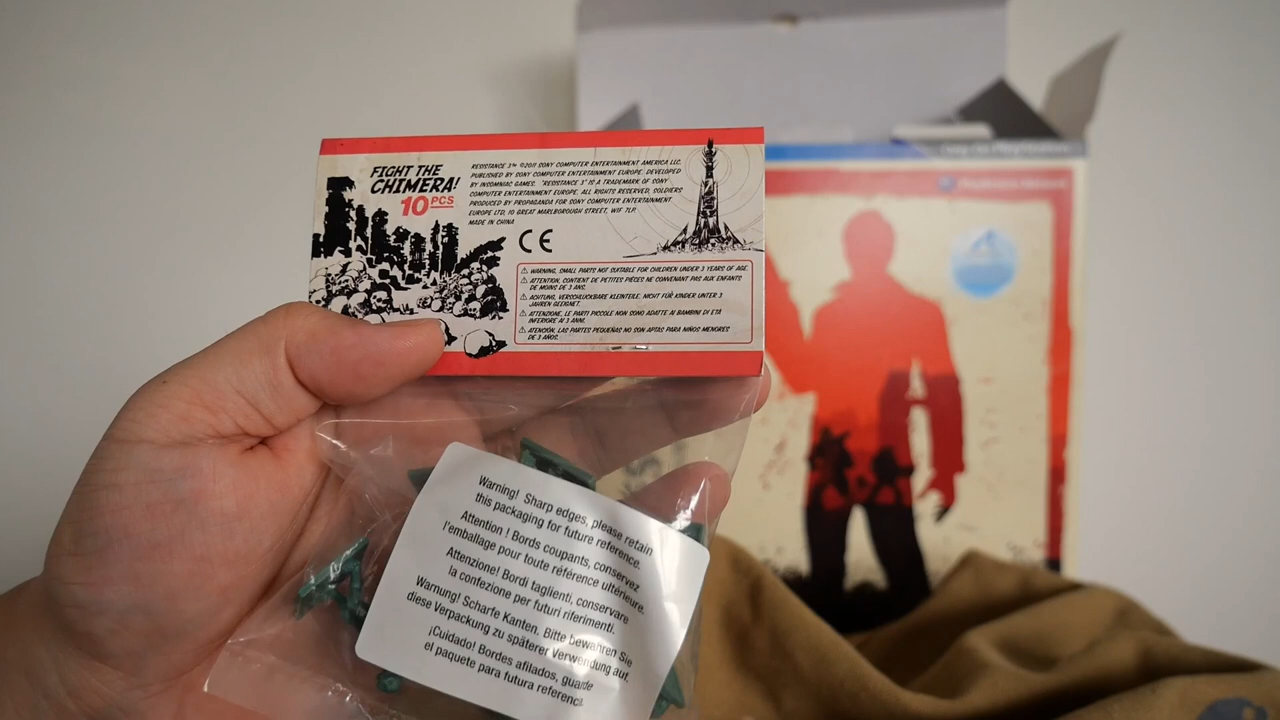 FIGHT THE
CHIMERA!
10 PCS
RESISTANCE 3™ ©2011 SONY COMPUTER ENTERTAINMENT AMERICA LLC.
PUBLISHED BY SONY COMPUTER ENTERTAINMENT EUROPE. DEVELOPED
BY INSOMNIAC GAMES. "RESISTANCE 3" IS A TRADEMARK OF SONY
COMPUTER ENTERTAINMENT EUROPE. ALL RIGHTS RESERVED, SOLDIERS
PRODUCED BY PROPAGANDA FOR SONY COMPUTER ENTERTAINMENT
EUROPE LTD, 10 GREAT MARLBOROUGH STREET, W1F 7LP.
MADE IN CHINA
CE
⚠ WARNING, SMALL PARTS NOT SUITABLE FOR CHILDREN UNDER 3 YEARS OF AGE.
⚠ ATTENTION, CONTIENT DE PETITES PIÈCES NE CONVENANT PAS AUX ENFANTS
DE MOINS DE 3 ANS.
⚠ ACHTUNG, VERSCHLUCKBARE KLEINTEILE. NICHT FÜR KINDER UNTER 3
JAHREN GEEIGNET.
⚠ ATTENZIONE, LE PARTI PICCOLE NON SONO ADATTE AI BAMBINI DI ETÀ
INFERIORE AI 3 ANNI.
⚠ ATENCIÓN, LAS PARTES PEQUEÑAS NO SON APTAS PARA NIÑOS MENORES
DE 3 AÑOS.
Warning! Sharp edges, please retain
this packaging for future reference.
Attention ! Bords coupants, conservez
l'emballage pour toute référence ultérieure.
Attenzione! Bordi taglienti, conservare
la confezione per futuri riferimenti.
Warnung! Scharfe Kanten. Bitte bewahren Sie
diese Verpackung zu späterer Verwendung auf.
¡Cuidado! Bordes afilados, guarde
el paquete para futura referencia.